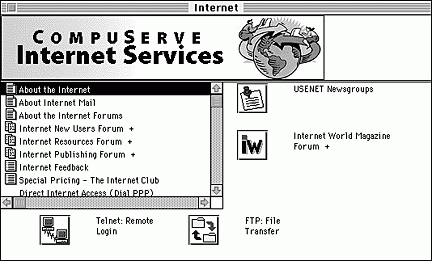 Internet
COMPUSERVE
Internet Services
About the Internet
About Internet Mail
About the Internet Forums
Internet New Users Forum +
Internet Resources Forum +
Internet Publishing Forum +
Internet Feedback
Special Pricing - The Internet Club
Direct Internet Access (Dial PPP)
USENET Newsgroups
iw
Internet World Magazine
Forum +
Telnet: Remote
Login
FTP: File
Transfer